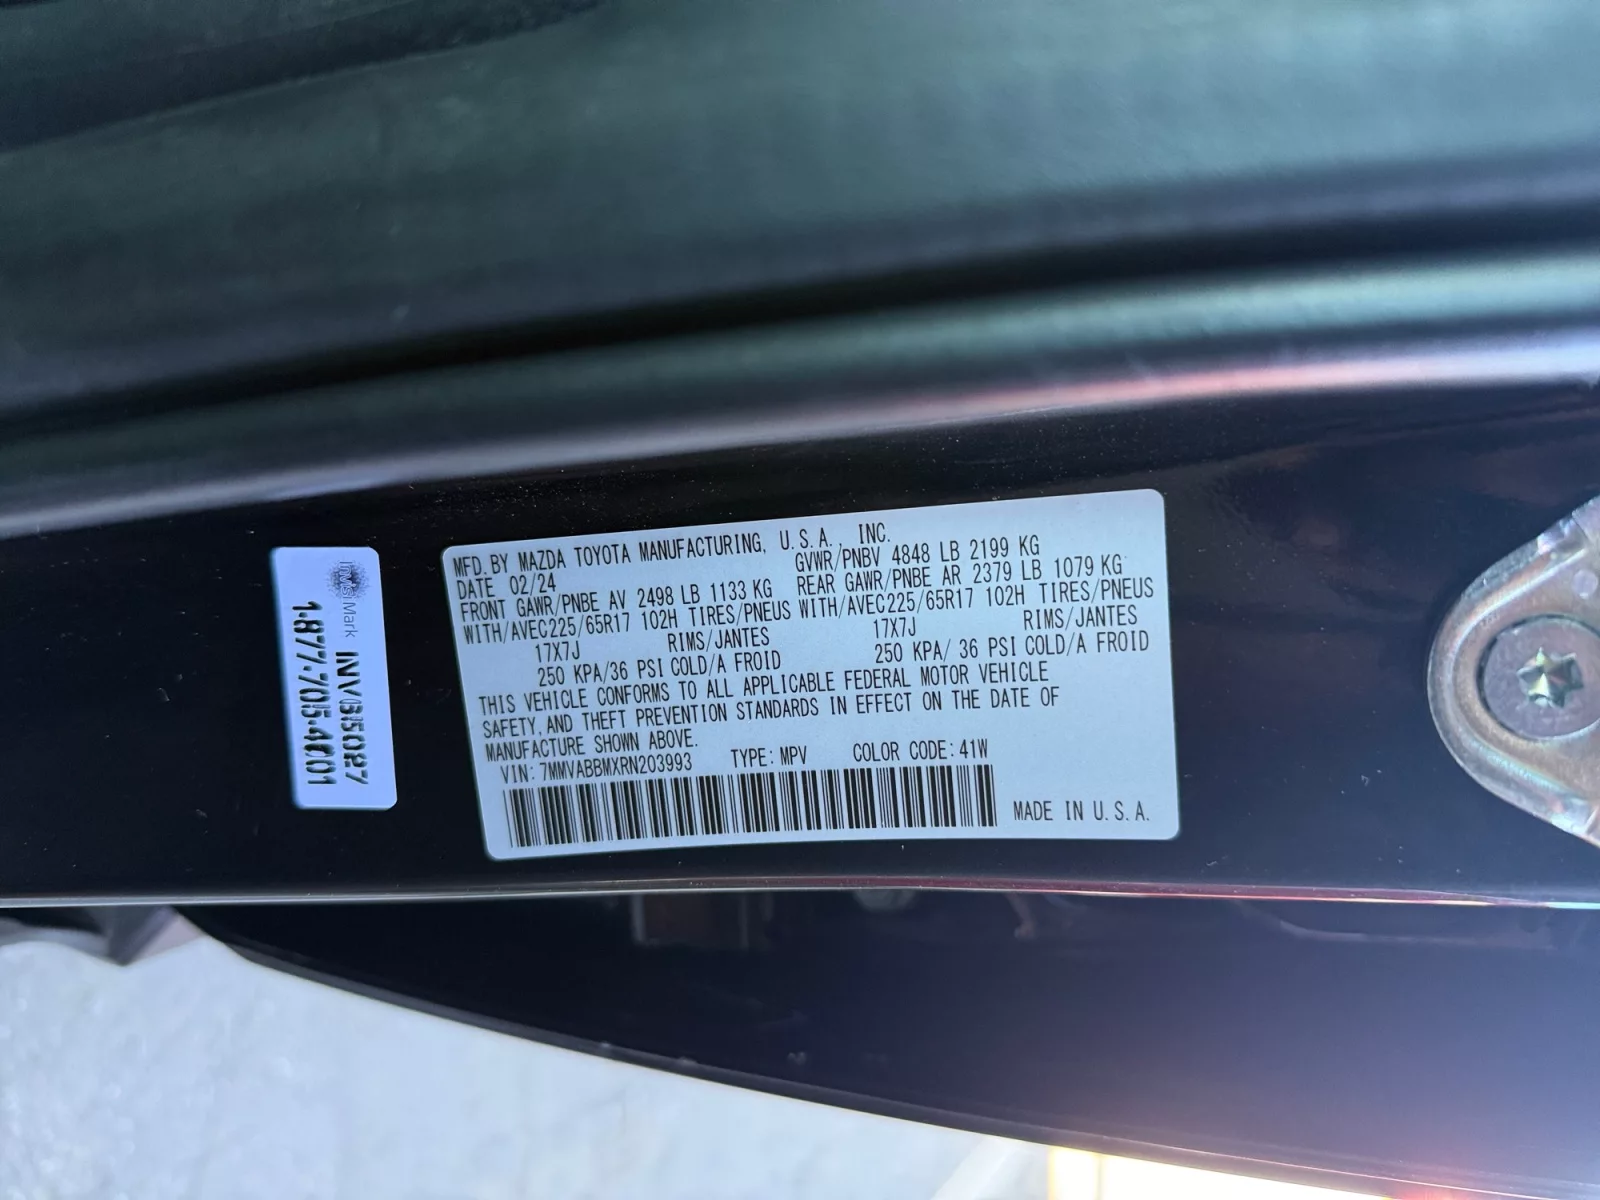 MFD. BY MAZDA TOYOTA MANUFACTURING, U.S.A., INC.
DATE 02/24 GVWR/PNBV 4848 LB 2199 KG
FRONT GAWR/PNBE AV 2498 LB 1133 KG REAR GAWR/PNBE AR 2379 LB 1079 KG
WITH/AVEC225/65R17 102H TIRES/PNEUS WITH/AVEC225/65R17 102H TIRES/PNEUS
17X7J RIMS/JANTES 17X7J RIMS/JANTES
250 KPA/36 PSI COLD/A FROID 250 KPA/ 36 PSI COLD/A FROID
THIS VEHICLE CONFORMS TO ALL APPLICABLE FEDERAL MOTOR VEHICLE
SAFETY, AND THEFT PREVENTION STANDARDS IN EFFECT ON THE DATE OF
MANUFACTURE SHOWN ABOVE.
VIN: 7MMVABBMXRN203993 TYPE: MPV COLOR CODE: 41W
MADE IN U.S.A.
Mark
1-877-705-4001